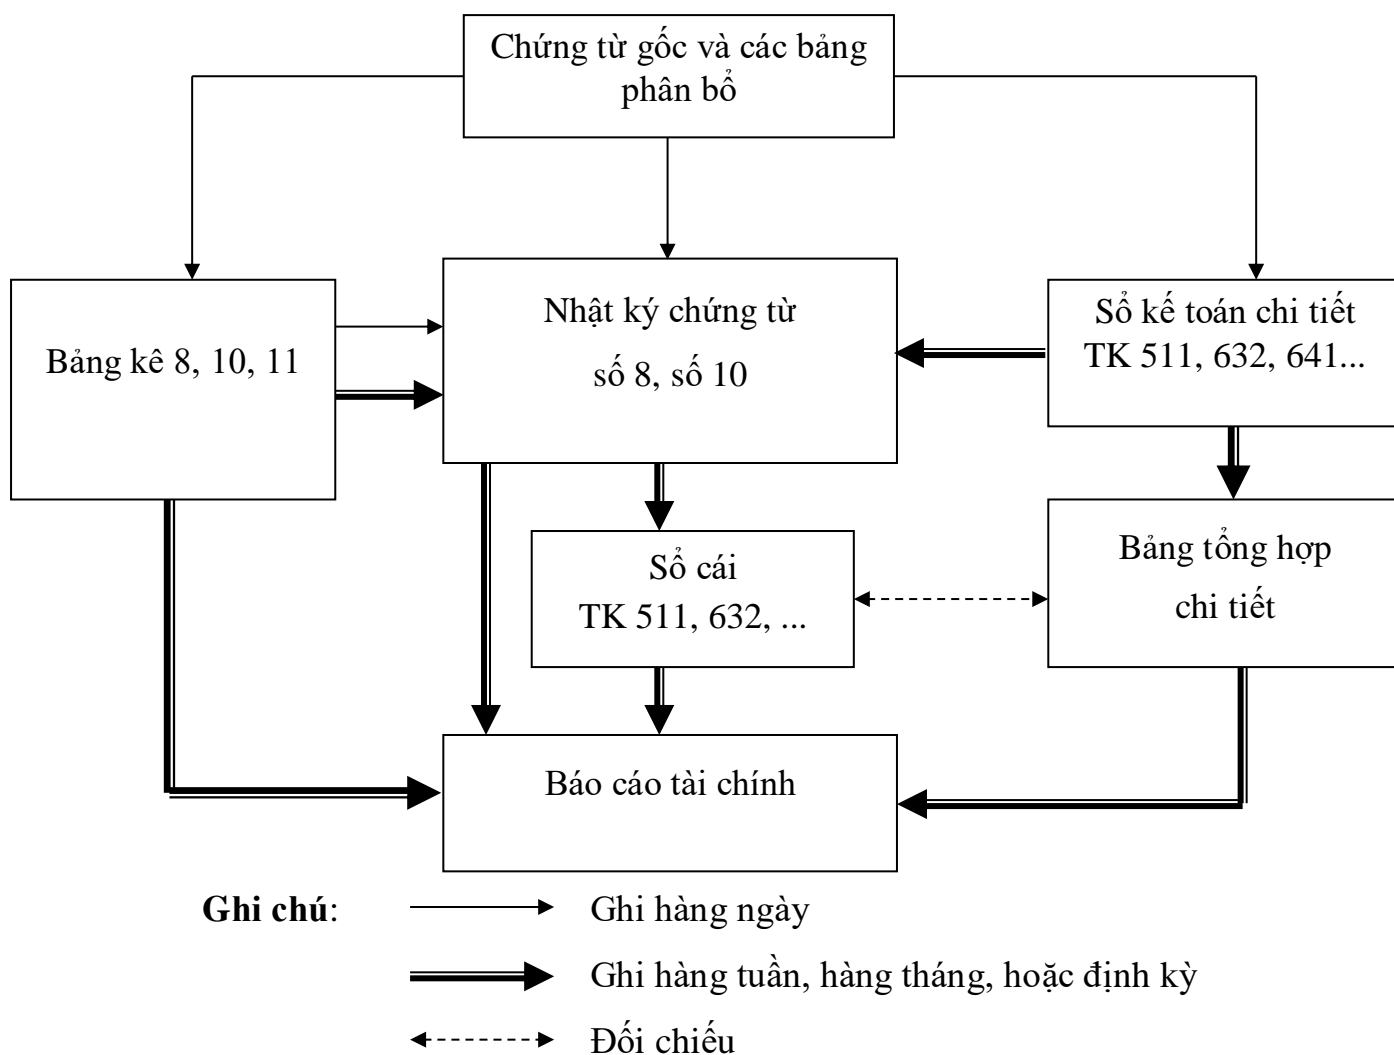 Chứng từ gốc và các bảng
phân bổ
Bảng kê 8, 10, 11
Nhật ký chứng từ
số 8, số 10
Sổ kế toán chi tiết
TK 511, 632, 641...
Sổ cái
TK 511, 632, ...
Bảng tổng hợp
chi tiết
Báo cáo tài chính
Ghi chú:
Ghi hàng ngày
Ghi hàng tuần, hàng tháng, hoặc định kỳ
Đối chiếu